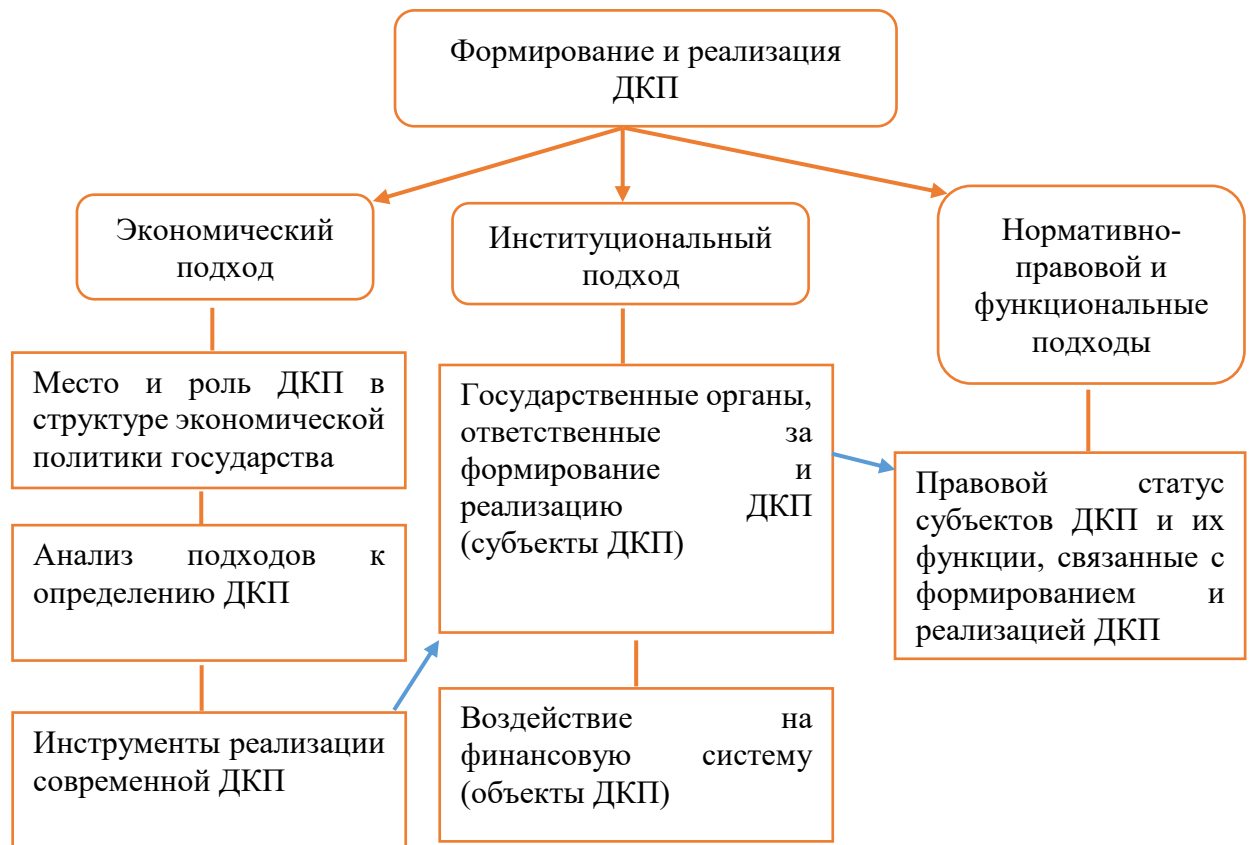 Формирование и реализация
ДКП
Экономический
подход
Место и роль ДКП в
структуре экономической
политики государства
Анализ подходов к
определению ДКП
Инструменты реализации
современной ДКП
Институциональный
подход
Государственные органы,
ответственные за
формирование и
реализацию ДКП
(субъекты ДКП)
Воздействие на
финансовую систему
(объекты ДКП)
Нормативно-
правовой и
функциональные
подходы
Правовой статус
субъектов ДКП и их
функции, связанные с
формированием и
реализацией ДКП